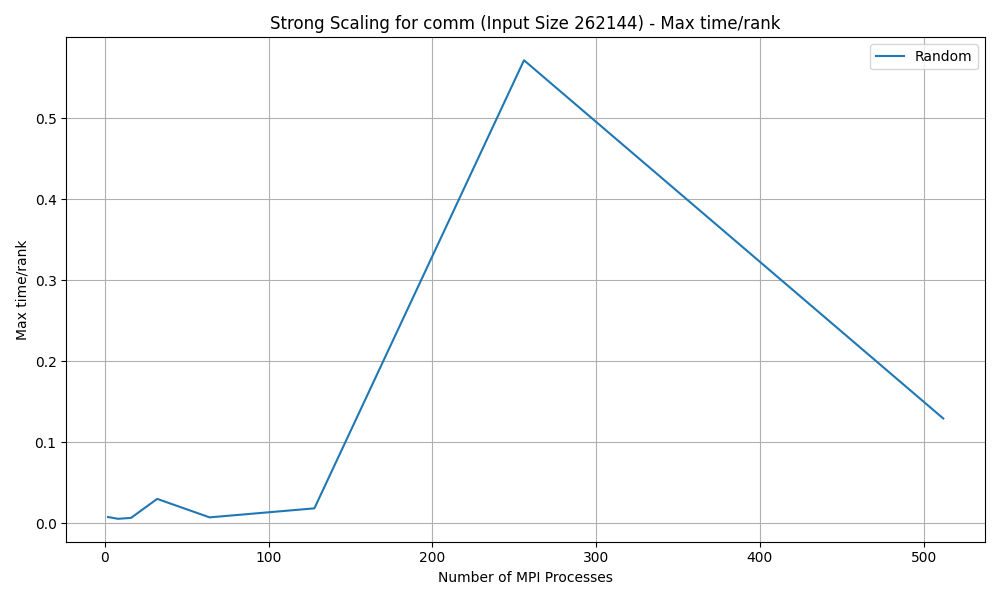 Strong Scaling for comm (Input Size 262144) - Max time/rank
Random
Max time/rank
0.5
0.4
0.3
0.2
0.1
0.0
0 100 200 300 400 500
Number of MPI Processes